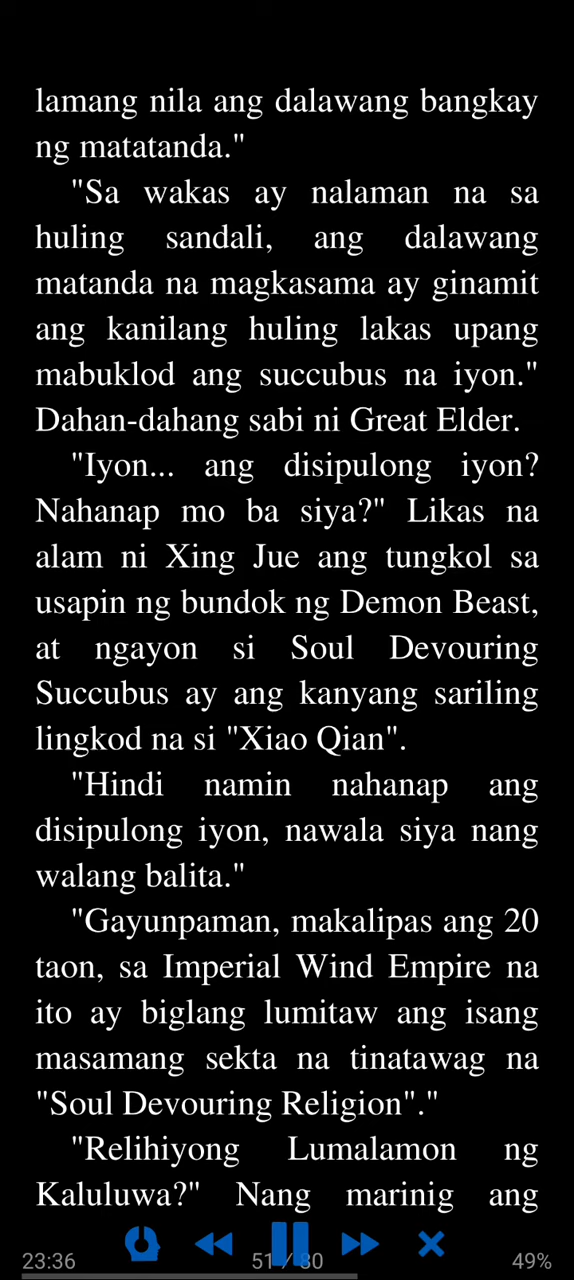 lamang nila ang dalawang bangkay
ng matatanda."
"Sa wakas ay nalaman na sa
huling sandali, ang dalawang
matanda na magkasama ay ginamit
ang kanilang huling lakas upang
mabuklod ang succubus na iyon."
Dahan-dahang sabi ni Great Elder.
"Iyon... ang disipulong iyon?
Nahanap mo ba siya?" Likas na
alam ni Xing Jue ang tungkol sa
usapin ng bundok ng Demon Beast,
at ngayon si Soul Devouring
Succubus ay ang kanyang sariling
lingkod na si "Xiao Qian".
"Hindi namin nahanap ang
disipulong iyon, nawala siya nang
walang balita."
"Gayunpaman, makalipas ang 20
taon, sa Imperial Wind Empire na
ito ay biglang lumitaw ang isang
masamang sekta na tinatawag na
"Soul Devouring Religion"."
"Relihiyong Lumalamon ng
Kaluluwa?" Nang marinig ang
23:36 51 / 80 49%